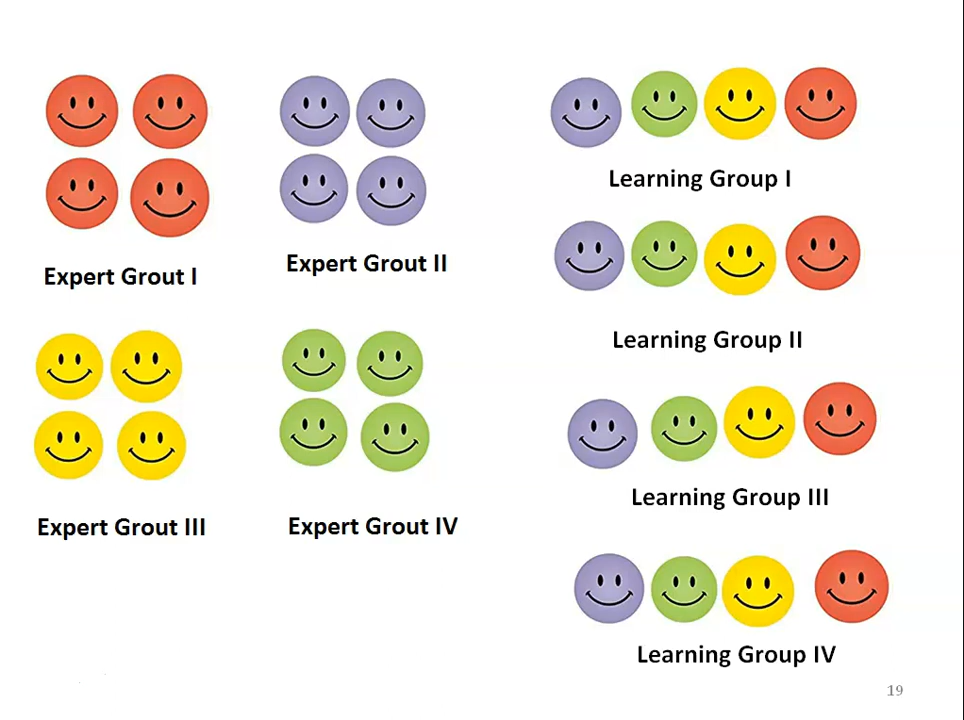 Expert Grout I
Expert Grout II
Expert Grout III
Expert Grout IV
Learning Group I
Learning Group II
Learning Group III
Learning Group IV
19